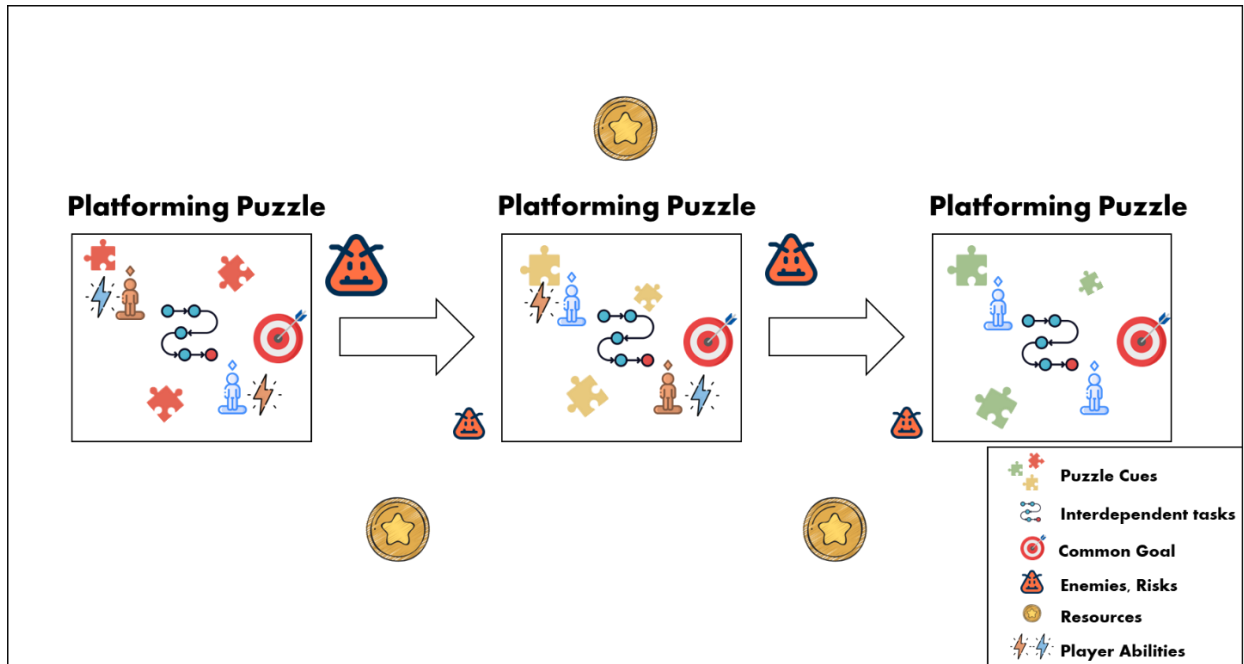 Platforming Puzzle
Platforming Puzzle
Platforming Puzzle
Puzzle Cues
Interdependent tasks
Common Goal
Enemies, Risks
Resources
Player Abilities